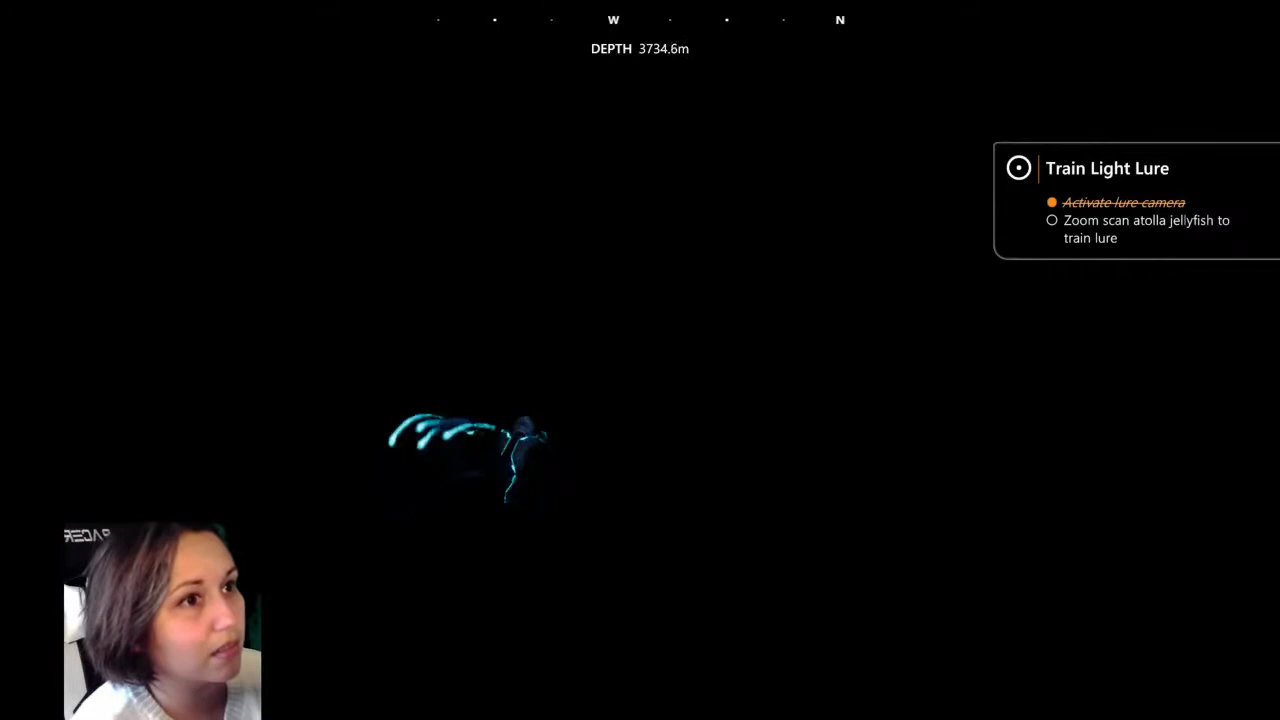 W N
DEPTH 3734.6m
Train Light Lure
Activate lure camera
Zoom scan atolla jellyfish to
train lure